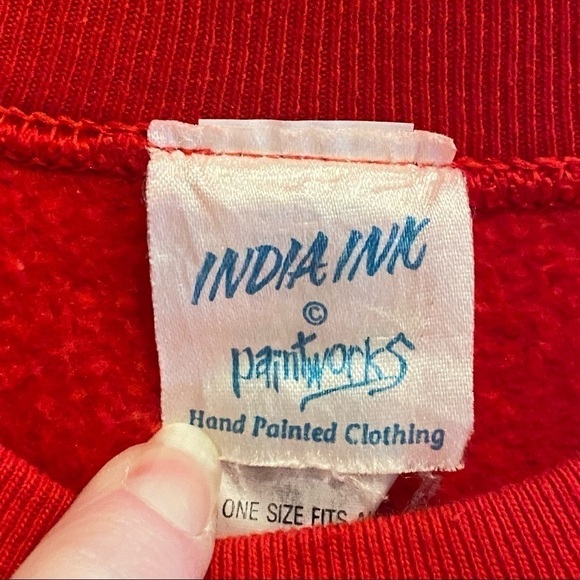 INDIA INK
©
paintworks
Hand Painted Clothing
ONE SIZE FITS